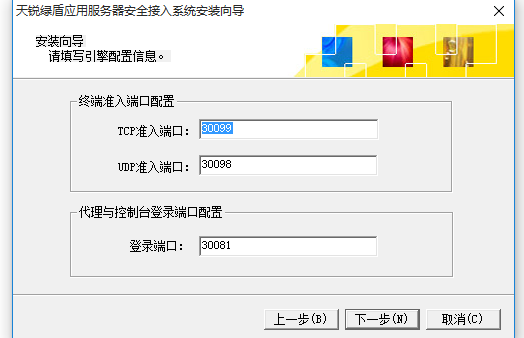 天锐绿盾应用服务器安全接入系统安装向导
安装向导
请填写引擎配置信息。
终端准入端口配置
TCP准入端口: 30099
UDP准入端口: 30098
代理与控制台登录端口配置
登录端口: 30081
上一步(B) 下一步(N) 取消(C)